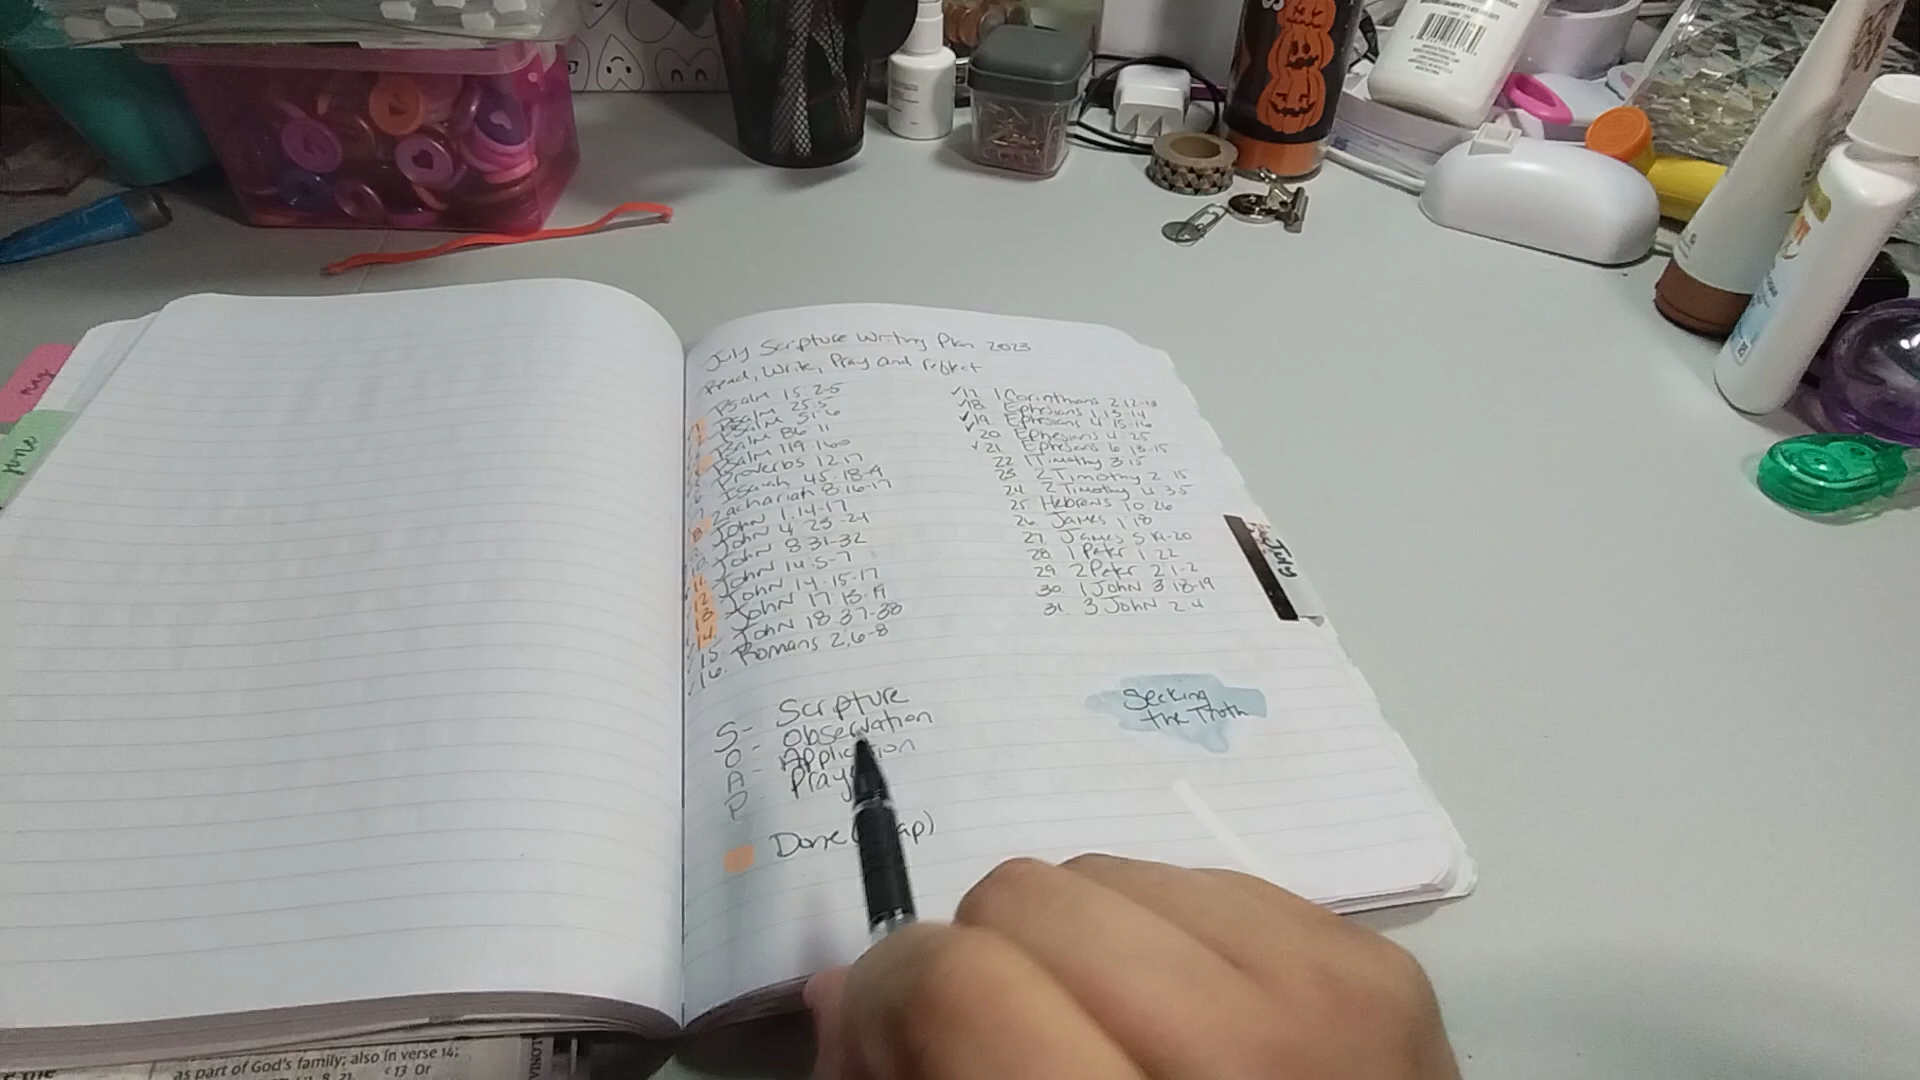 July Scripture Writing Plan 2023
Read, Write, Pray and reflect
Psalm 15:2-5
Psalm 25:5
Psalm 51:6
Psalm 86 11
Psalm 119 160
Proverbs 12:17
Isaiah 45:18-19
Zachariah 8:16-17
John 1:14-17
John 4 23-24
John 8 31-32
John 14:5-7
John 14-15-17
John 17 15-19
John 18:37-38
16. Romans 2:6-8
11.
12
13
14
15.
17. 1 Corinthians 2:12-13
18. Ephesians 1:13-14
19. Ephesians 4:15-16
20 Ephesians 4:25
21 Ephesians 6 13-15
22 1 Timothy 3:15
23 2 Timothy 2 15
24 2 Timothy 4:3-5
25 Hebrews 10 26
26 James 1 18
27 James 5 19-20
28 1 Peter 1 22
29 2 Peter 2 1-2
30 1 John 3 18-19
31. 3 John 2 4
S- Scripture
O- Observation
A- Application
P
Seeking
the Truth
Done
may
June
July
as part of God's family; also in verse 14;
c 13 Or